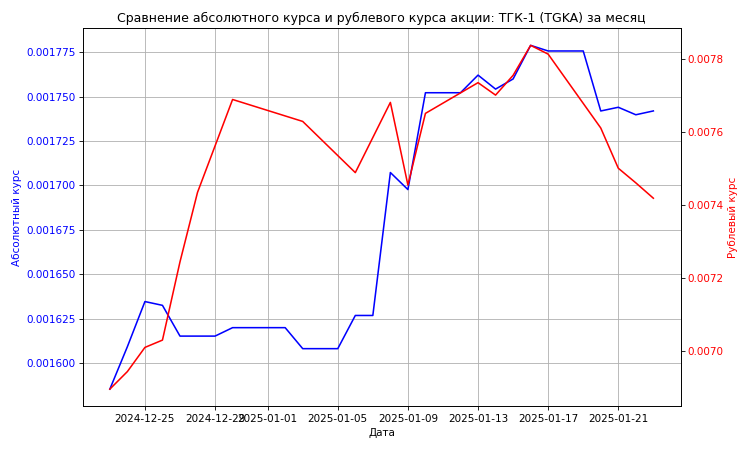 Сравнение абсолютного курса и рублевого курса акции: ТГК-1 (TGKA) за месяц
0.001775
0.001750
0.001725
0.001700
0.001675
0.001650
0.001625
0.001600
Абсолютный курс
0.0078
0.0076
0.0074
0.0072
0.0070
Рублевый курс
2024-12-25 2024-12-29 2025-01-01 2025-01-05 2025-01-09 2025-01-13 2025-01-17 2025-01-21
Дата